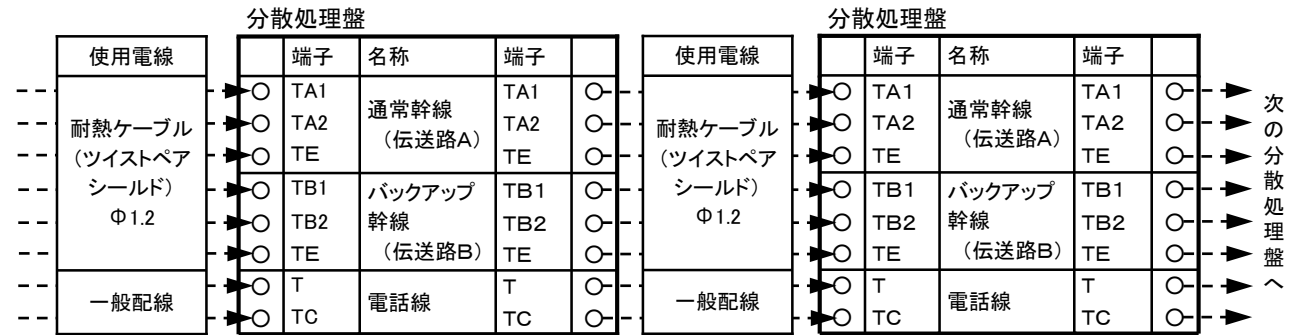 分散処理盤
分散処理盤
使用電線
耐熱ケーブル
（ツイストペア
シールド）
Φ1.2
一般配線
端子 名称 端子
TA1 通常幹線 TA1
TA2 （伝送路A） TA2
TE TE
TB1 バックアップ TB1
TB2 幹線 TB2
TE （伝送路B） TE
T 電話線 T
TC TC
使用電線
耐熱ケーブル
（ツイストペア
シールド）
Φ1.2
一般配線
端子 名称 端子
TA1 通常幹線 TA1
TA2 （伝送路A） TA2
TE TE
TB1 バックアップ TB1
TB2 幹線 TB2
TE （伝送路B） TE
T 電話線 T
TC TC
次の分散処理盤へ